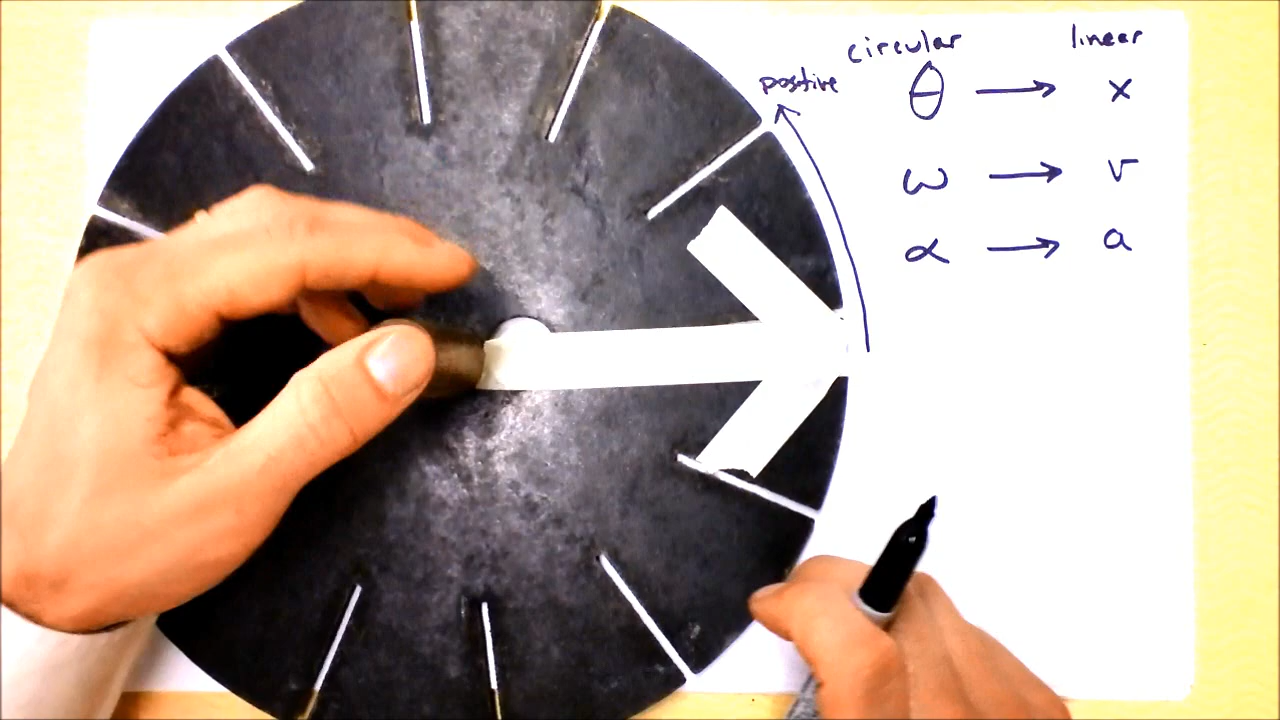 circular linear
positive
θ → x
ω → v
α → a